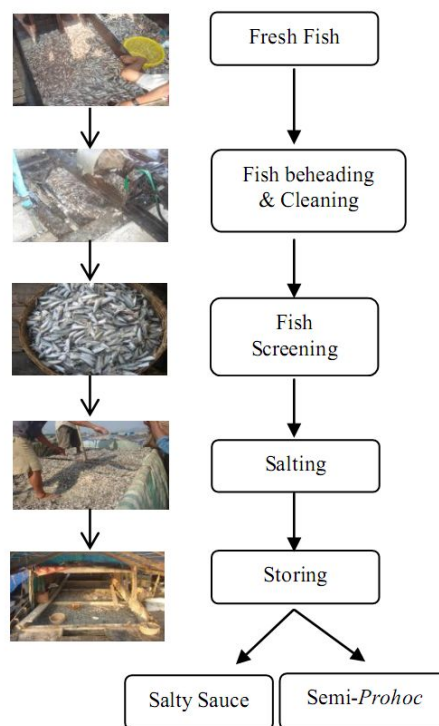 Fresh Fish
Fish beheading
& Cleaning
Fish
Screening
Salting
Storing
Salty Sauce
Semi-Prohoc